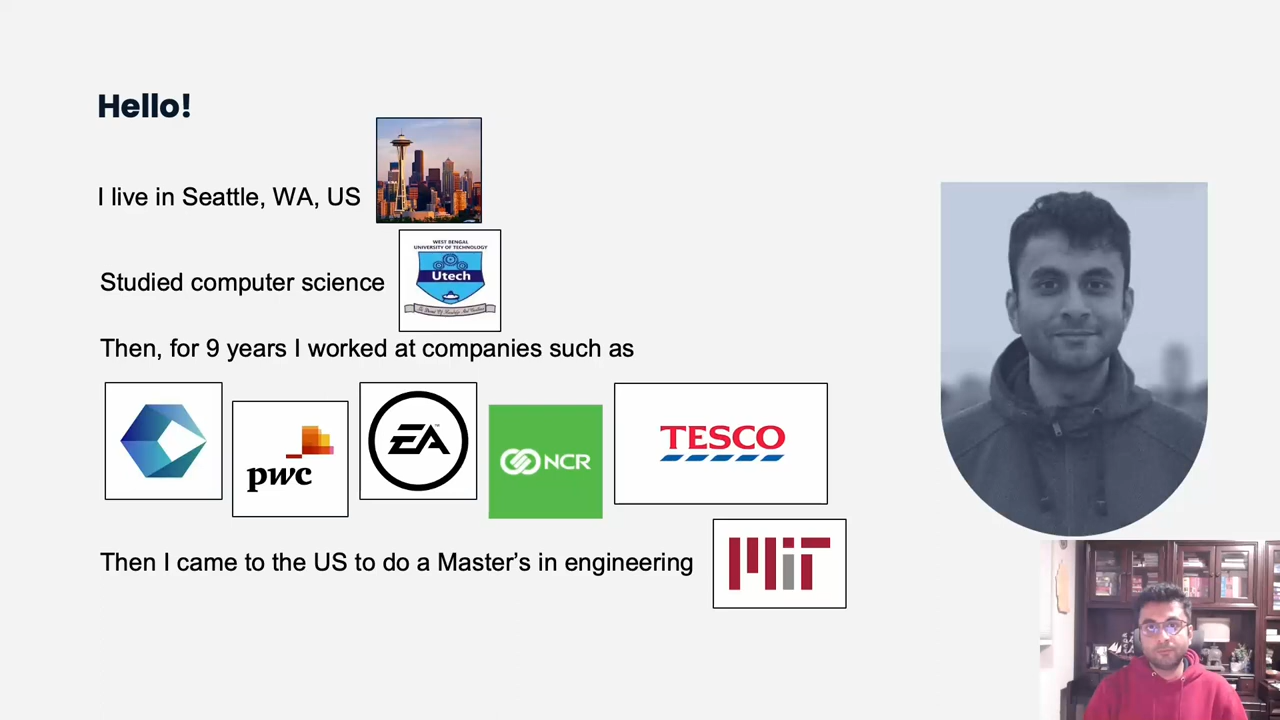 Hello!
I live in Seattle, WA, US
WEST BENGAL
UNIVERSITY OF TECHNOLOGY
Utech
Studied computer science
Then, for 9 years I worked at companies such as
pwc
EA
NCR
TESCO
Then I came to the US to do a Master's in engineering
MiT